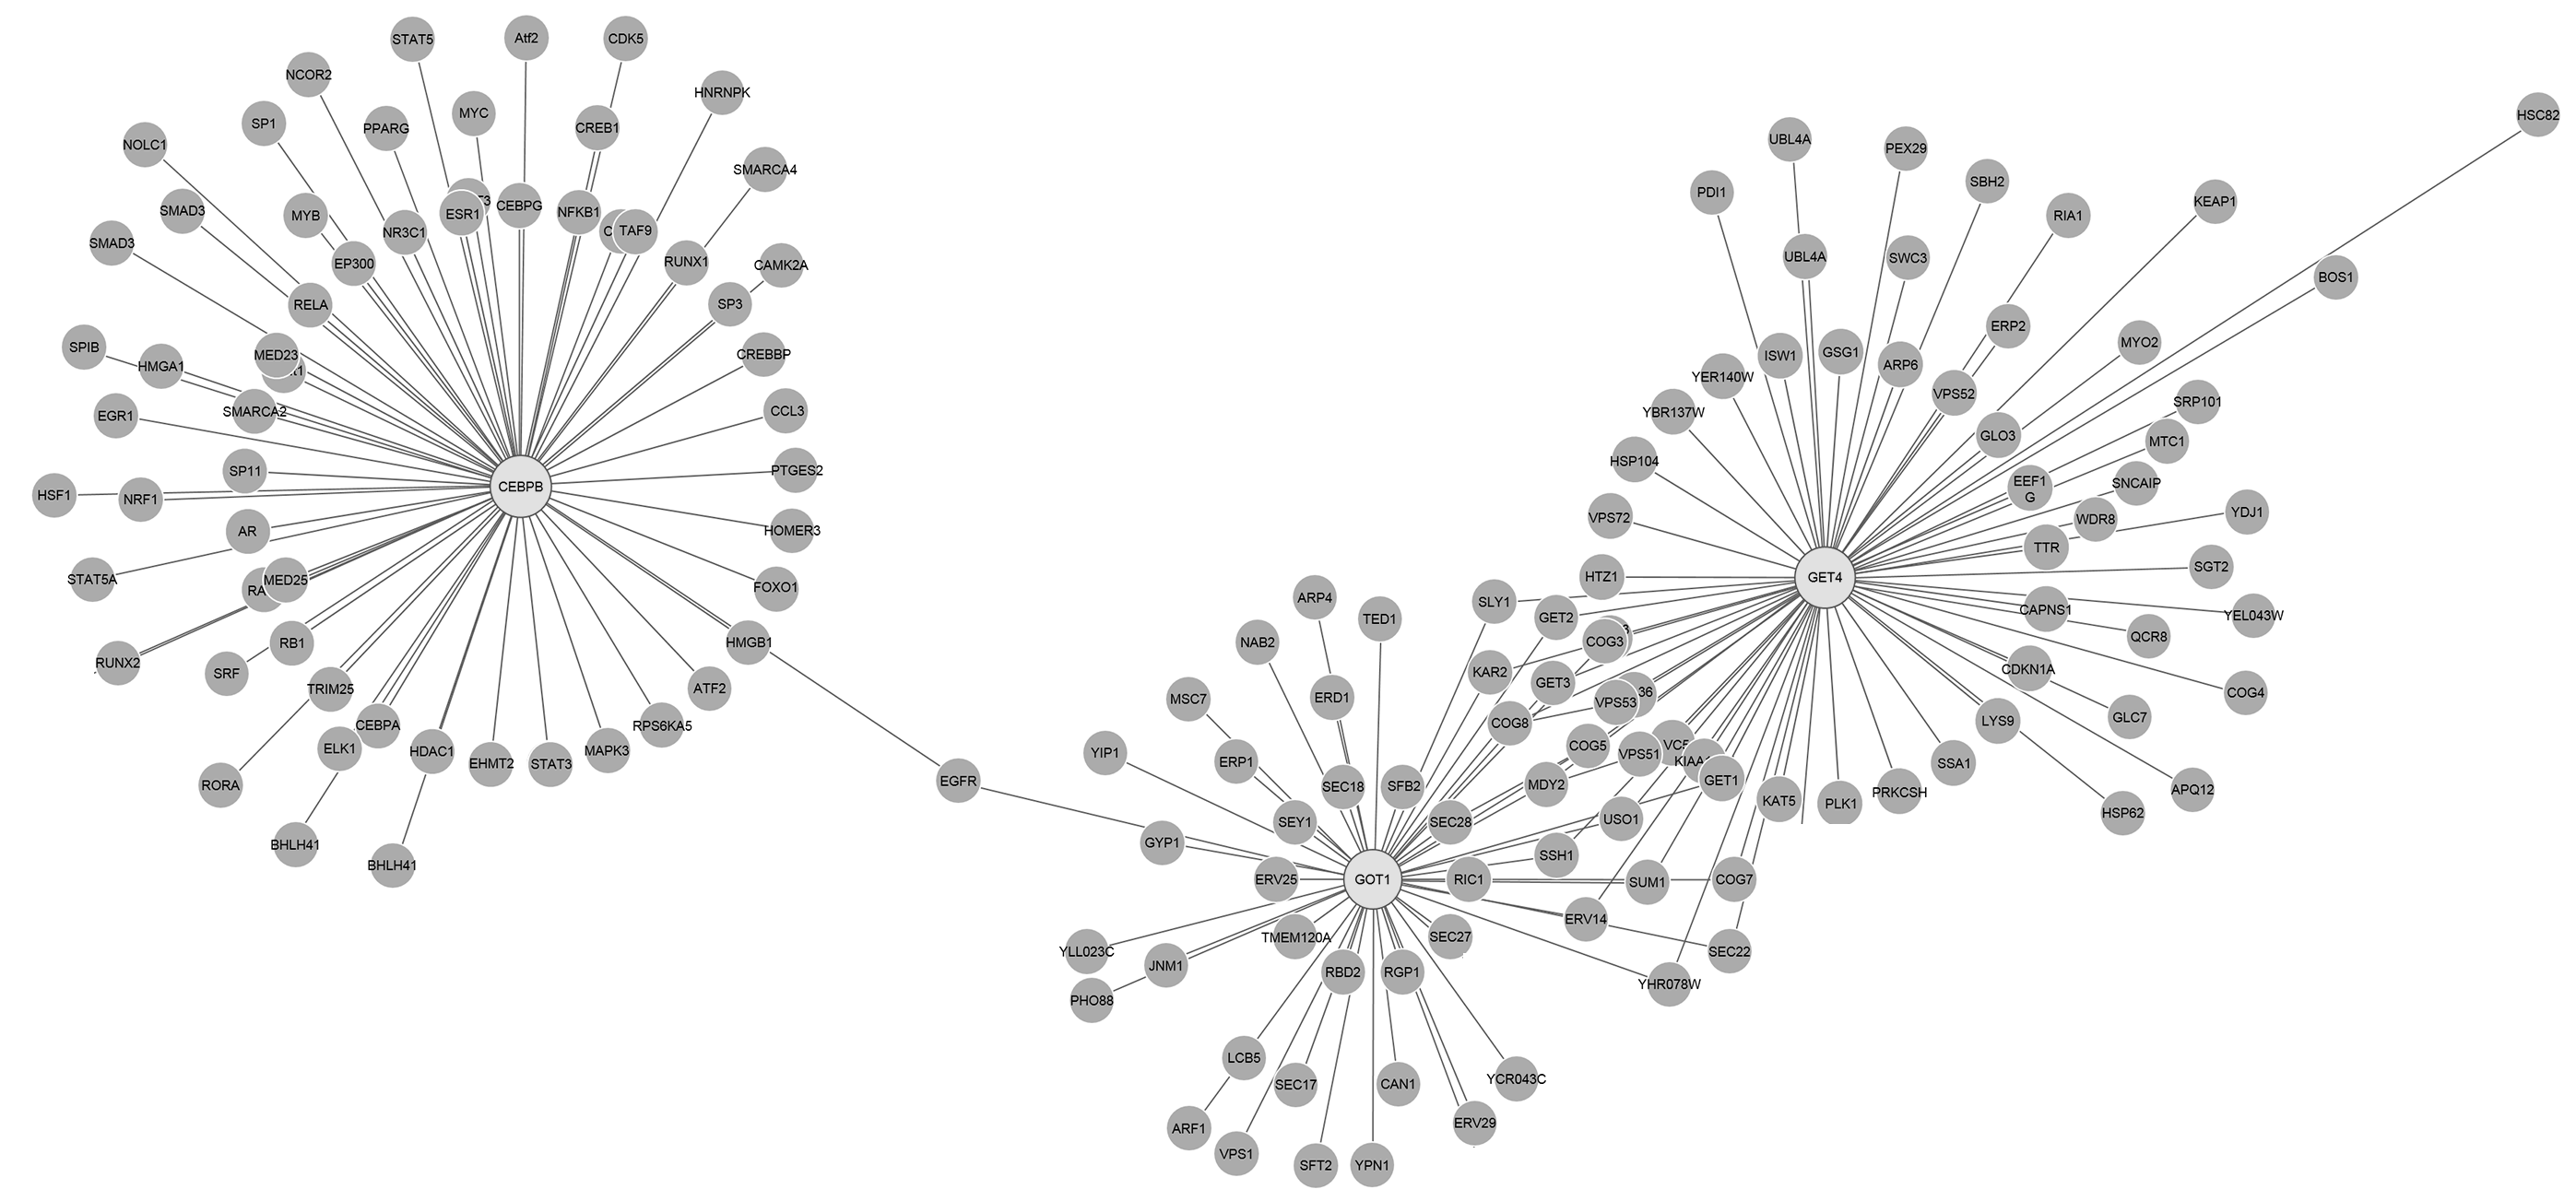 STAT5
Atf2
CDK5
NCOR2
HNRNPK
MYC
SP1
PPARG
CREB1
NOLC1
SMARCA4
SMAD3
MYB
ESR1
CEBPG
NFKB1
NR3C1
TAF9
SMAD3
EP300
RUNX1
CAMK2A
RELA
SP3
SPIB
HMGA1
MED23
CREBBP
EGR1
SMARCA2
CCL3
SP11
CEBPB
PTGES2
HSF1
NRF1
AR
HOMER3
STAT5A
MED25
FOXO1
RUNX2
SRF
RB1
HMGB1
TRIM25
ATF2
CEBPA
RPS6KA5
ELK1
HDAC1
EHMT2
STAT3
MAPK3
RORA
BHLH41
BHLH41
EGFR
HSC82
UBL4A
PEX29
PDI1
SBH2
RIA1
KEAP1
UBL4A
SWC3
BOS1
ISW1
GSG1
ERP2
MYO2
YER140W
ARP6
VPS52
YBR137W
GLO3
SRP101
MTC1
HSP104
EEF1
G
SNCAIP
VPS72
WDR8
YDJ1
TTR
HTZ1
GET4
SGT2
SLY1
GET2
CAPNS1
YEL043W
QCR8
COG3
KAR2
GET3
CDKN1A
COG4
VPS53
COG8
LYS9
GLC7
COG5
VPS51
MDY2
GET1
SSA1
KAT5
PLK1
PRKCSH
APQ12
HSP62
ARP4
TED1
NAB2
MSC7
ERD1
YIP1
ERP1
SEC18
SFB2
SEY1
SEC28
USO1
GYP1
SSH1
ERV25
GOT1
RIC1
SUM1
COG7
ERV14
YLL023C
TMEM120A
SEC27
SEC22
JNM1
RBD2
RGP1
YHR078W
PHO88
LCB5
SEC17
CAN1
YCR043C
ARF1
ERV29
VPS1
SFT2
YPN1